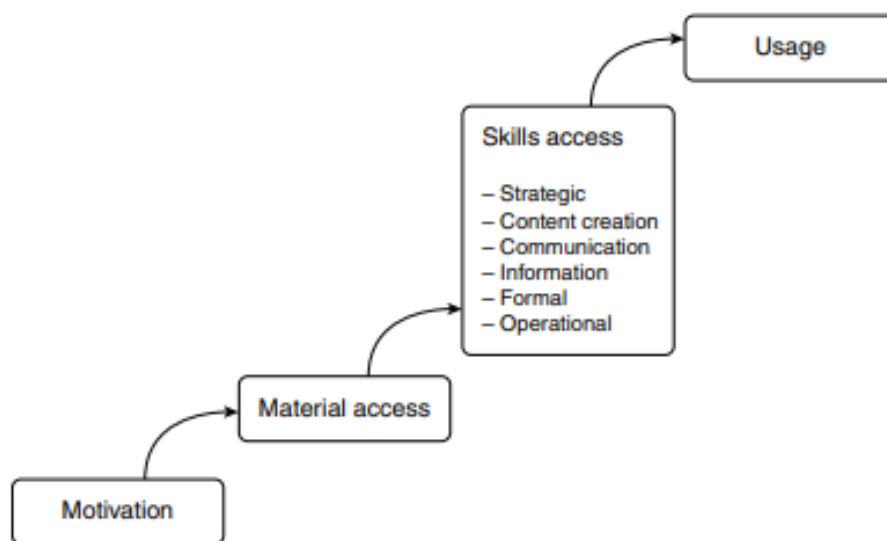 Usage
Skills access
– Strategic
– Content creation
– Communication
– Information
– Formal
– Operational
Material access
Motivation